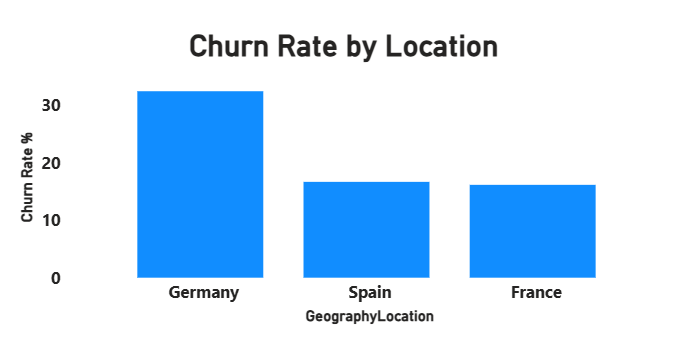 Churn Rate by Location
Churn Rate %
30
20
10
0
Germany
Spain
France
GeographyLocation